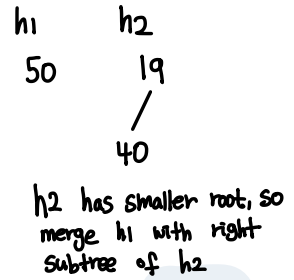 h1 h2
50 19
40
h2 has smaller root, so
merge h1 with right
subtree of h2